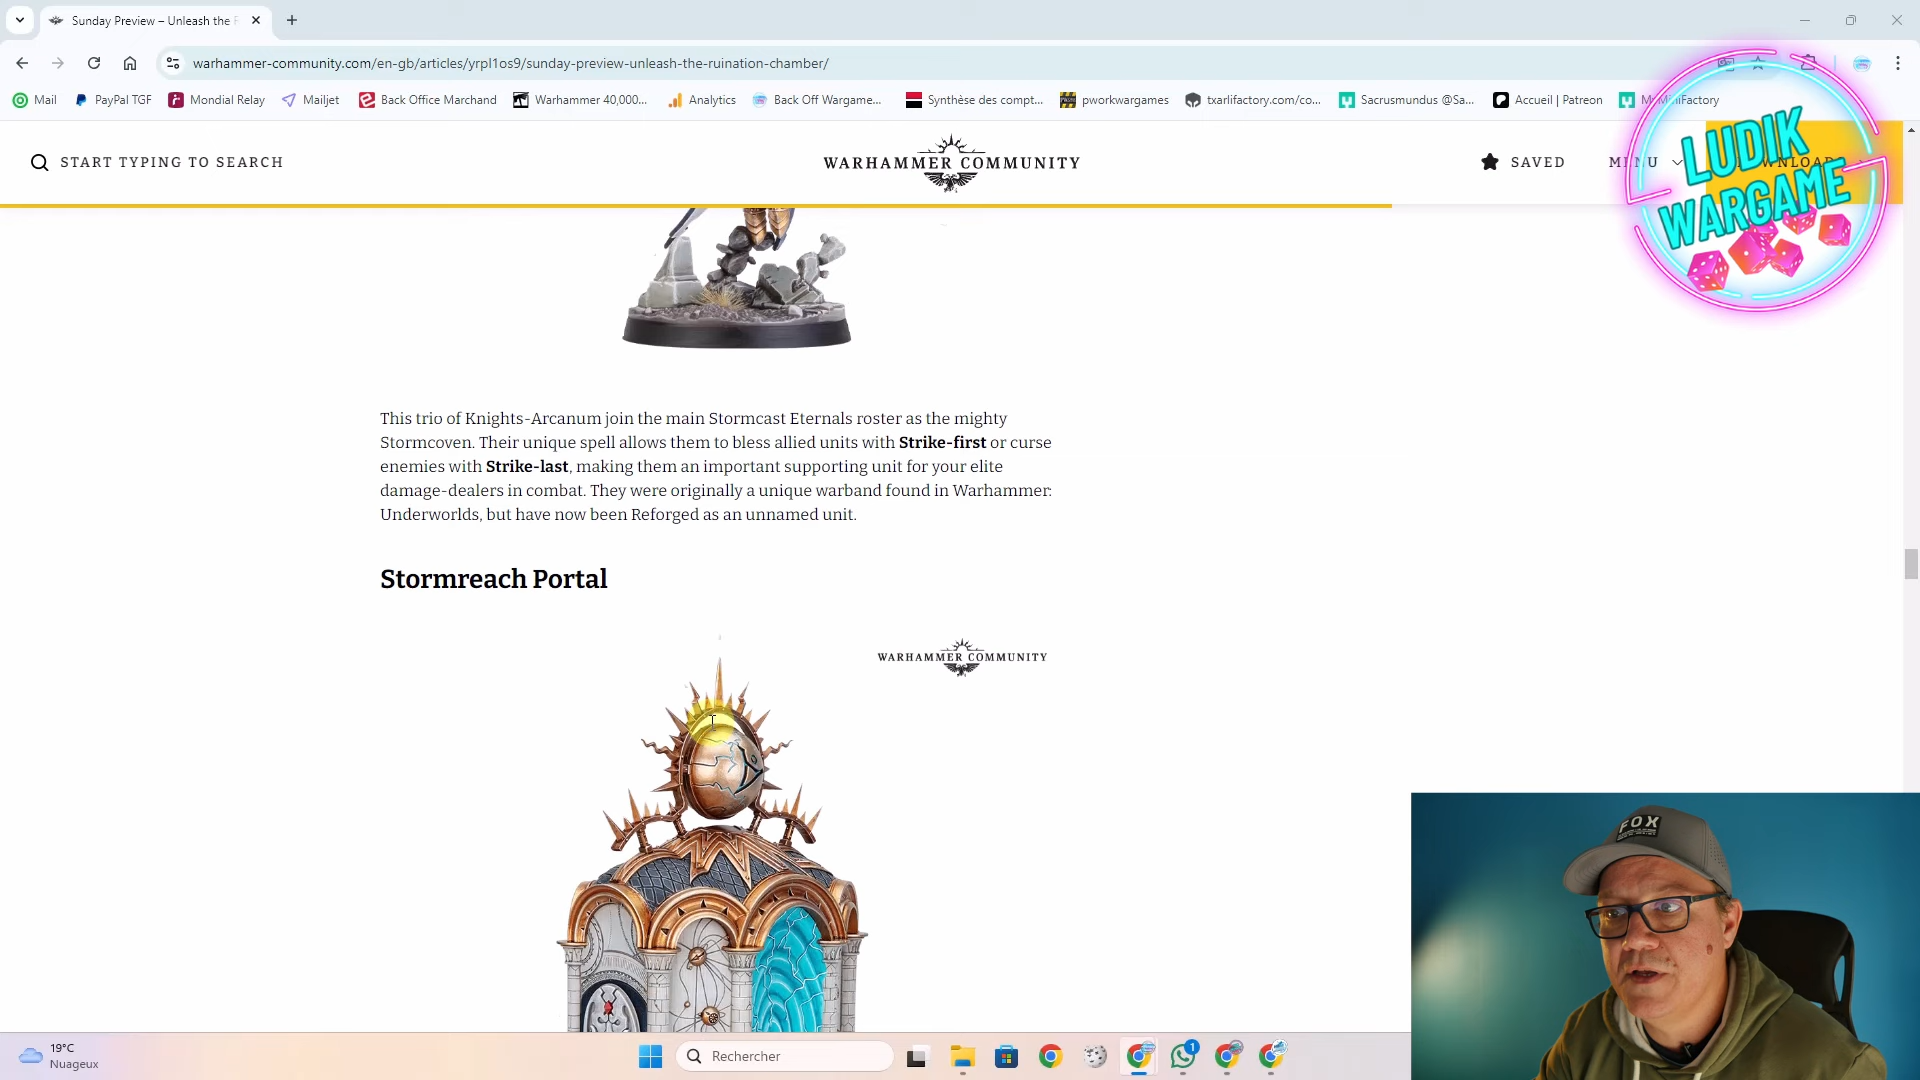 Sunday Preview – Unleash the
warhammer-community.com/en-gb/articles/yrpl1os9/sunday-preview-unleash-the-ruination-chamber/
Mail
PayPal TGF
Mondial Relay
Mailjet
Back Office Marchand
Warhammer 40,000...
Analytics
Back Off Wargame...
Synthèse des compt...
pworkwargames
txarlifactory.com/co...
Sacrusmundus @Sa...
Accueil | Patreon
START TYPING TO SEARCH
WARHAMMER COMMUNITY
SAVED
MENU
LUDIK
WARGAME
This trio of Knights-Arcanum join the main Stormcast Eternals roster as the mighty
Stormcoven. Their unique spell allows them to bless allied units with Strike-first or curse
enemies with Strike-last, making them an important supporting unit for your elite
damage-dealers in combat. They were originally a unique warband found in Warhammer:
Underworlds, but have now been Reforged as an unnamed unit.
Stormreach Portal
WARHAMMER COMMUNITY
FOX
19°C
Nuageux
Rechercher
1